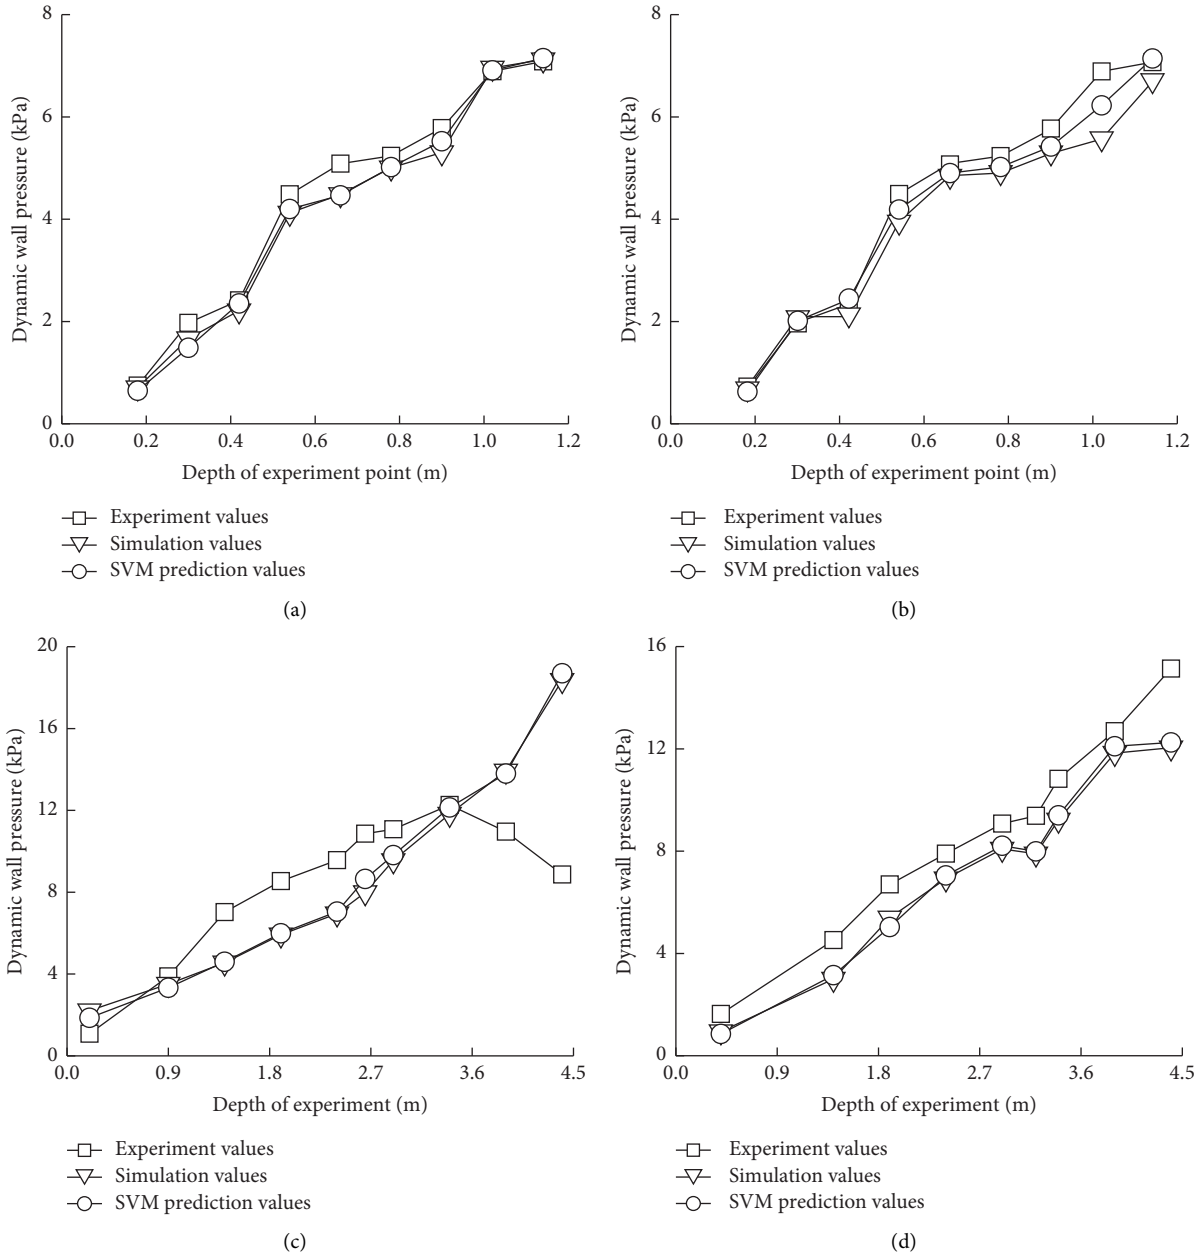 8
6
4
2
0
Dynamic wall pressure (kPa)
0.0 0.2 0.4 0.6 0.8 1.0 1.2
Depth of experiment point (m)
Experiment values
Simulation values
SVM prediction values
(a)
8
6
4
2
0
Dynamic wall pressure (kPa)
0.0 0.2 0.4 0.6 0.8 1.0 1.2
Depth of experiment point (m)
Experiment values
Simulation values
SVM prediction values
(b)
20
16
12
8
4
0
Dynamic wall pressure (kPa)
0.0 0.9 1.8 2.7 3.6 4.5
Depth of experiment (m)
Experiment values
Simulation values
SVM prediction values
(c)
16
12
8
4
0
Dynamic wall pressure (kPa)
0.0 0.9 1.8 2.7 3.6 4.5
Depth of experiment (m)
Experiment values
Simulation values
SVM prediction values
(d)